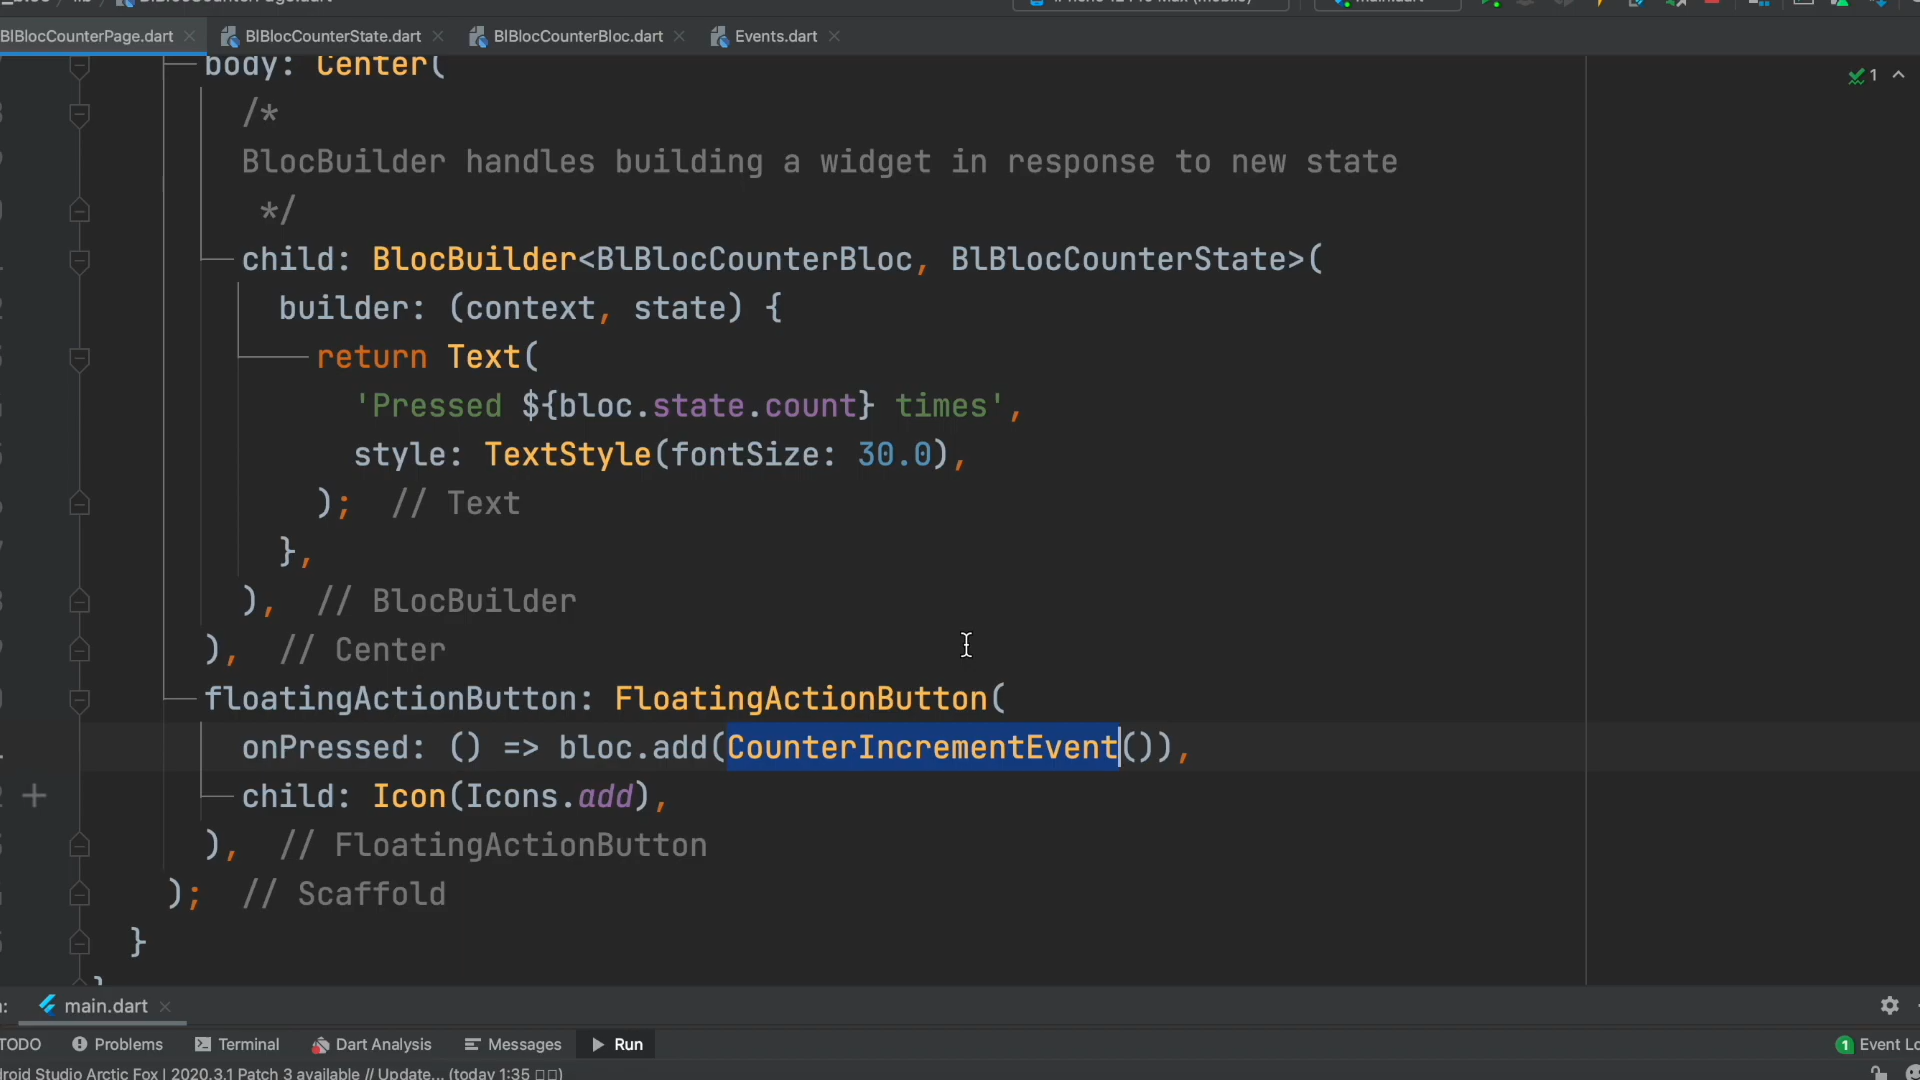 BlBlocCounterPage.dart
BlBlocCounterState.dart
BlBlocCounterBloc.dart
Events.dart
body: Center(
1
/*
BlocBuilder handles building a widget in response to new state
*/
child: BlocBuilder<BlBlocCounterBloc, BlBlocCounterState>(
builder: (context, state) {
return Text(
'Pressed ${bloc.state.count} times',
style: TextStyle(fontSize: 30.0),
); // Text
},
), // BlocBuilder
), // Center
floatingActionButton: FloatingActionButton(
onPressed: () => bloc.add(CounterIncrementEvent()),
child: Icon(Icons.add),
), // FloatingActionButton
); // Scaffold
}
main.dart
TODO
Problems
Terminal
Dart Analysis
Messages
Run
1 Event Lo
roid Studio Arctic Fox | 2020.3.1 Patch 3 available // Update... (today 1:35